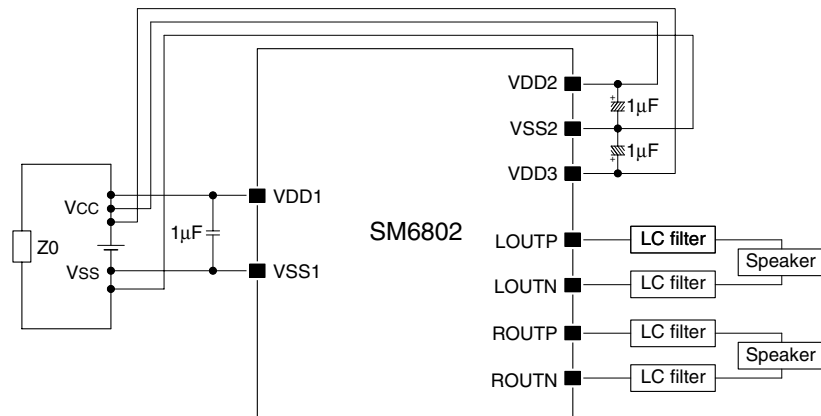 VDD2
+
1μF
VSS2
1μF
+
VDD3
VCC
VDD1
1μF
Z0
SM6802
LOUTP
LC filter
Speaker
VSS
VSS1
LOUTN
LC filter
ROUTP
LC filter
Speaker
ROUTN
LC filter